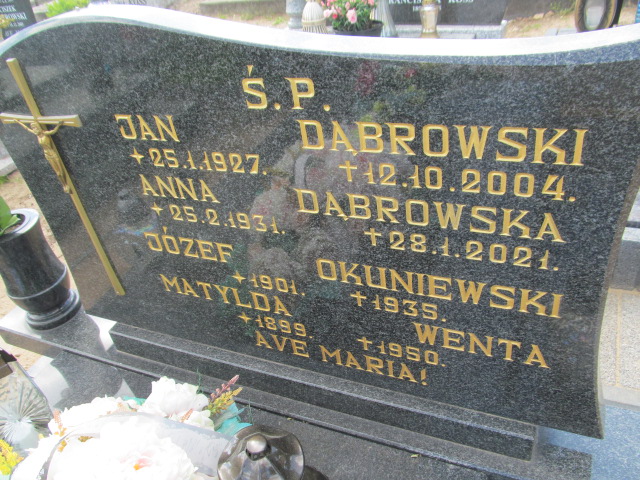 Ś.P.
JAN DĄBROWSKI
*25.1.1927. †12.10.2004.
ANNA DĄBROWSKA
*25.2.1931. †28.1.2021.
JÓZEF OKUNIEWSKI
*1901. †1935.
MATYLDA WENTA
*1899. †1950.
AVE MARIA!